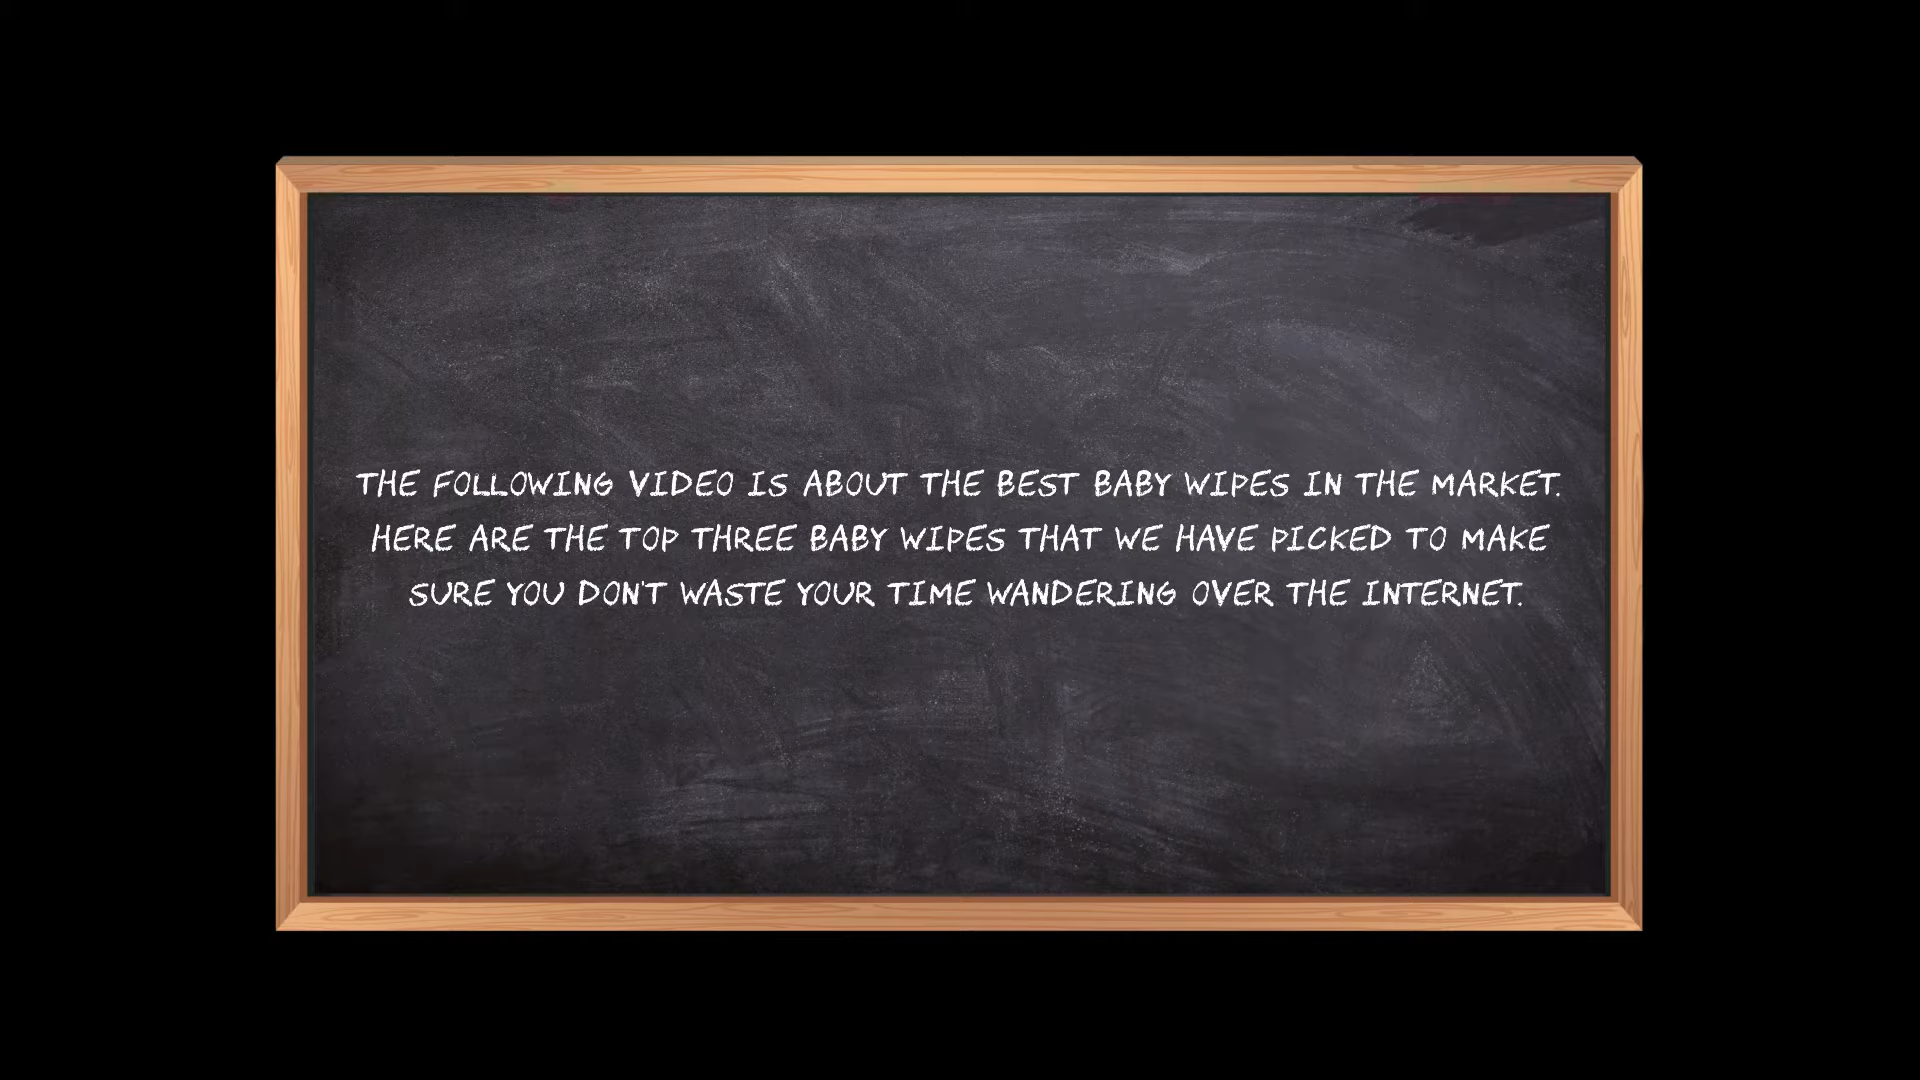 THE FOLLOWING VIDEO IS ABOUT THE BEST BABY WIPES IN THE MARKET.
HERE ARE THE TOP THREE BABY WIPES THAT WE HAVE PICKED TO MAKE
SURE YOU DON'T WASTE YOUR TIME WANDERING OVER THE INTERNET.